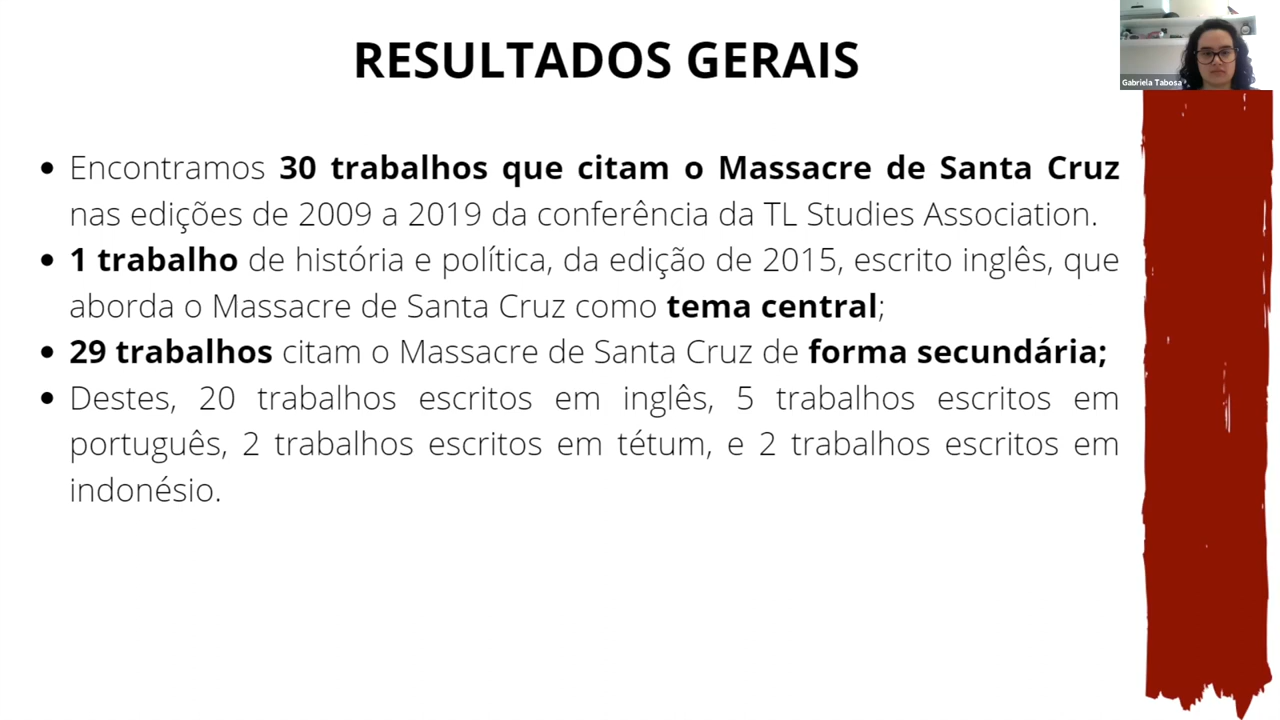 RESULTADOS GERAIS
Gabriela Tabosa
• Encontramos 30 trabalhos que citam o Massacre de Santa Cruz
nas edições de 2009 a 2019 da conferência da TL Studies Association.
• 1 trabalho de história e política, da edição de 2015, escrito inglês, que
aborda o Massacre de Santa Cruz como tema central;
• 29 trabalhos citam o Massacre de Santa Cruz de forma secundária;
• Destes, 20 trabalhos escritos em inglês, 5 trabalhos escritos em
português, 2 trabalhos escritos em tétum, e 2 trabalhos escritos em
indonésio.